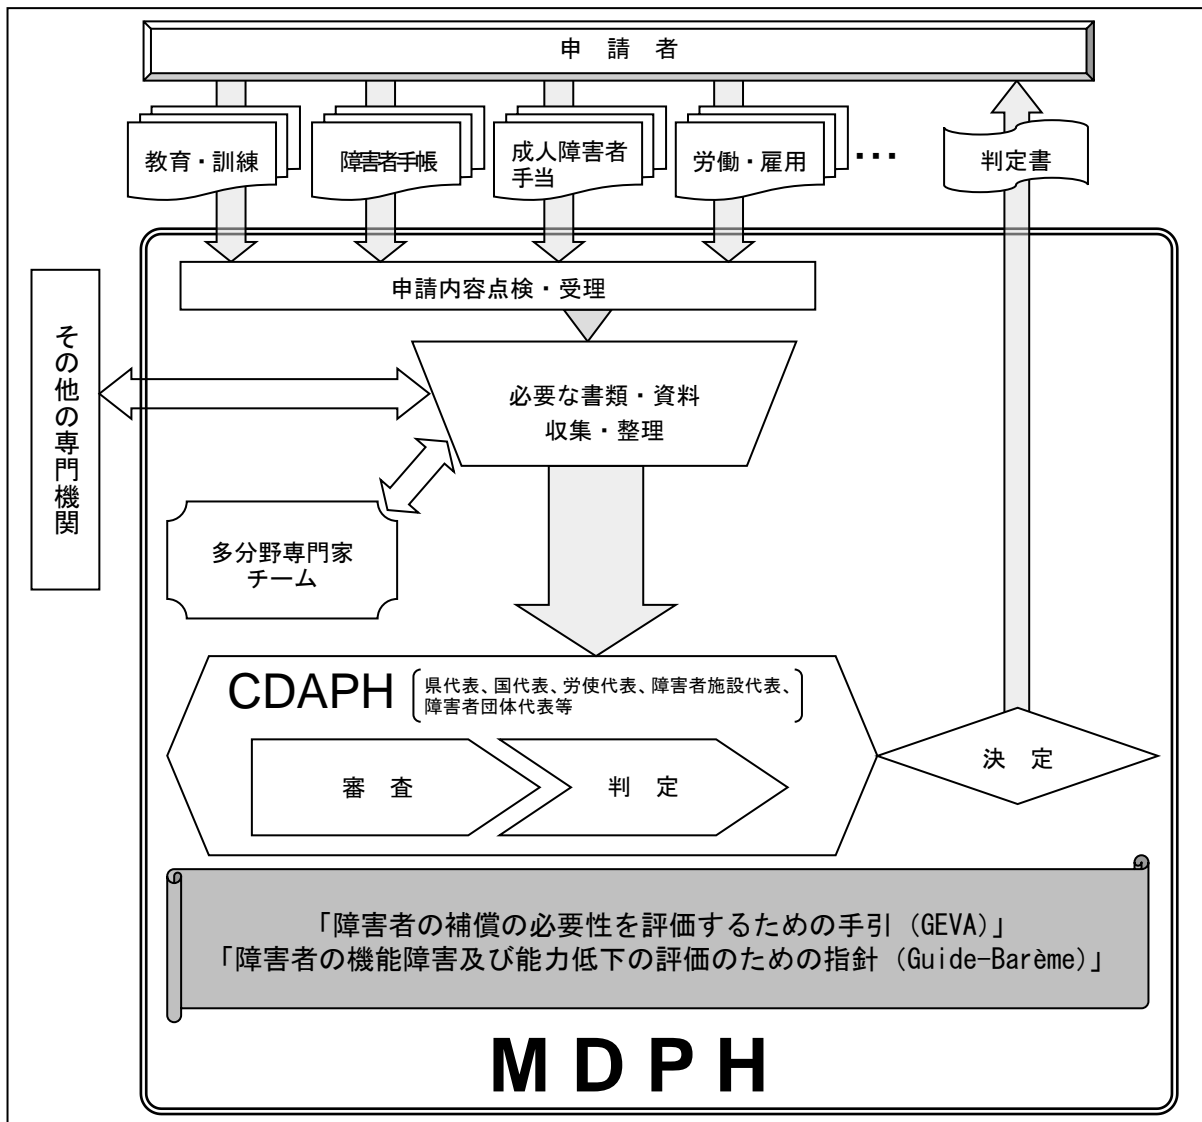 申 請 者
教育・訓練
障害者手帳
成人障害者
手当
労働・雇用
…
判定書
申請内容点検・受理
その他の専門機関
必要な書類・資料
収集・整理
多分野専門家
チーム
CDAPH
県代表、国代表、労使代表、障害者施設代表、
障害者団体代表等
審 査
判 定
決 定
「障害者の補償の必要性を評価するための手引（GEVA）」
「障害者の機能障害及び能力低下の評価のための指針（Guide-Barème）」
ＭＤＰＨ